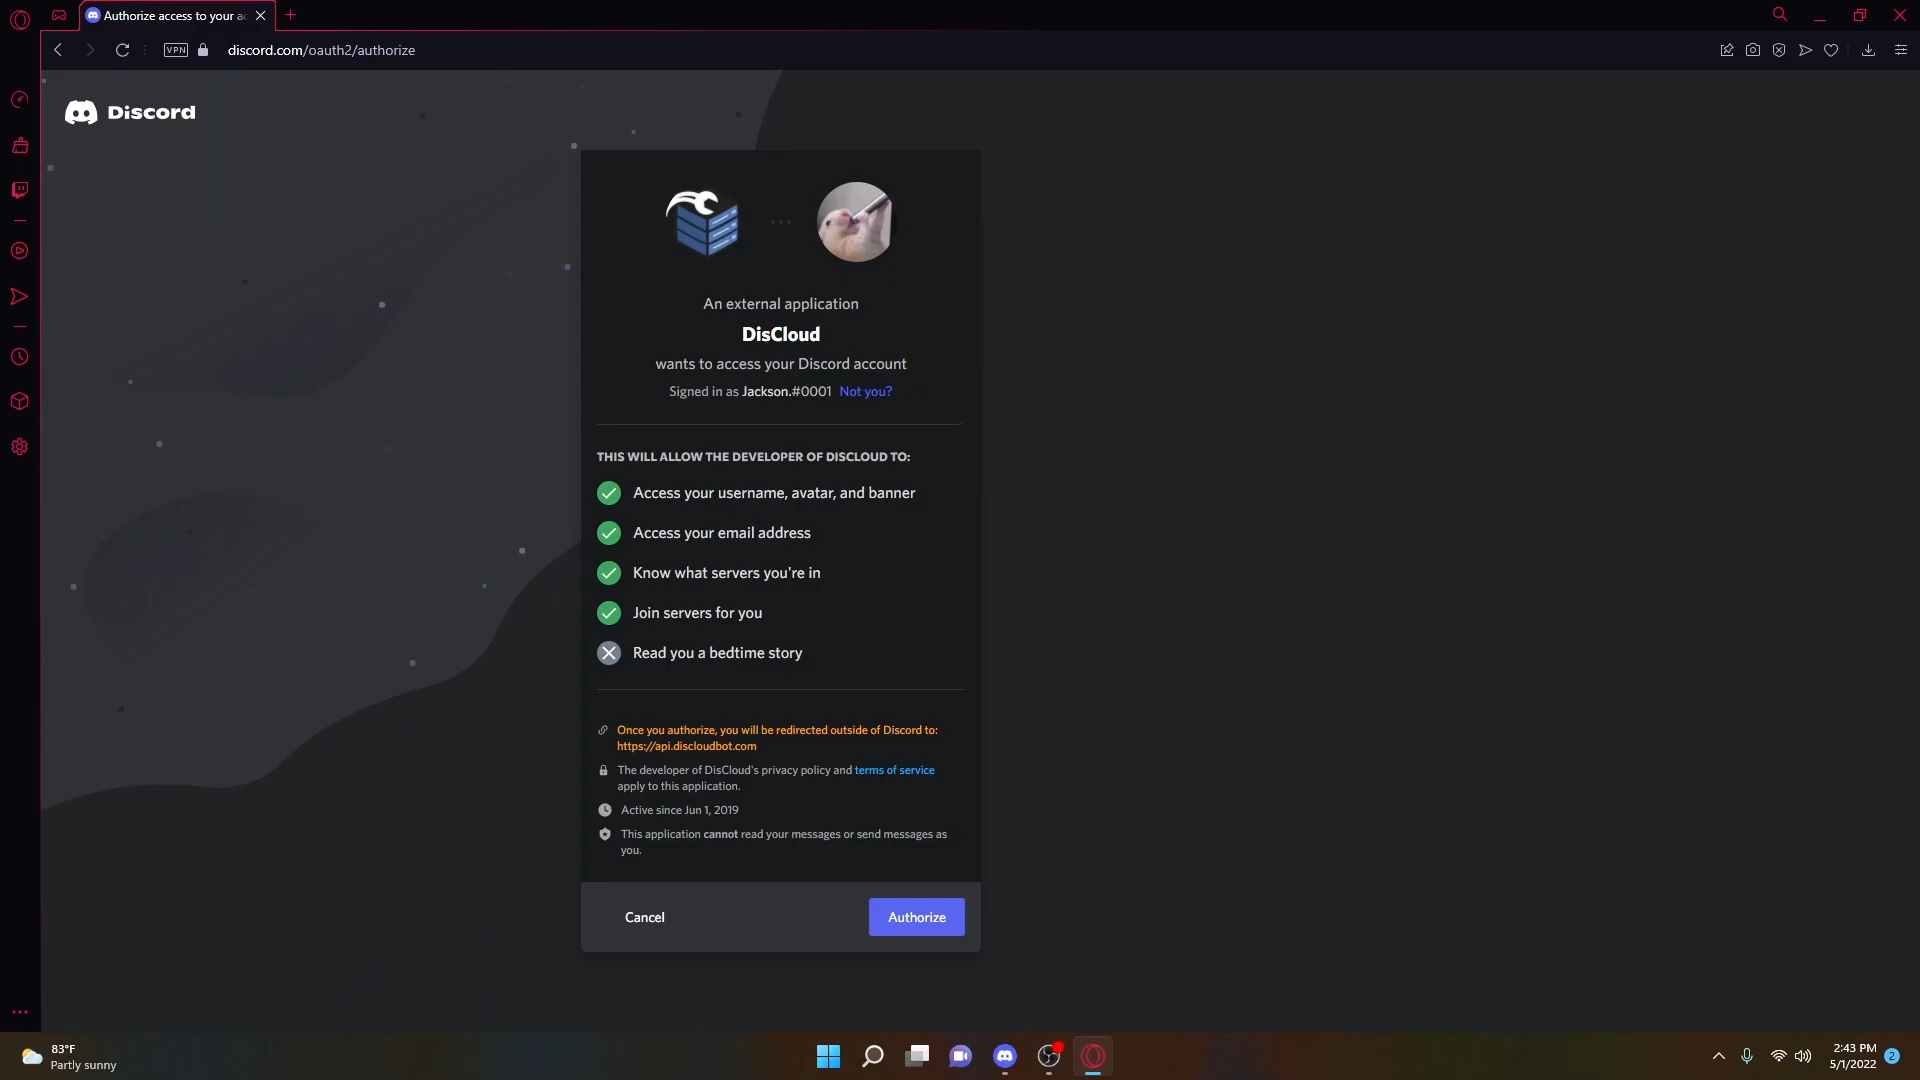 Authorize access to your ac
VPN
discord.com/oauth2/authorize
Discord
An external application
DisCloud
wants to access your Discord account
Signed in as Jackson.#0001 Not you?
THIS WILL ALLOW THE DEVELOPER OF DISCLOUD TO:
Access your username, avatar, and banner
Access your email address
Know what servers you're in
Join servers for you
Read you a bedtime story
Once you authorize, you will be redirected outside of Discord to:
https://api.discloudbot.com
The developer of DisCloud's privacy policy and terms of service
apply to this application.
Active since Jun 1, 2019
This application cannot read your messages or send messages as
you.
Cancel
Authorize
83°F
Partly sunny
2:43 PM
5/1/2022
2